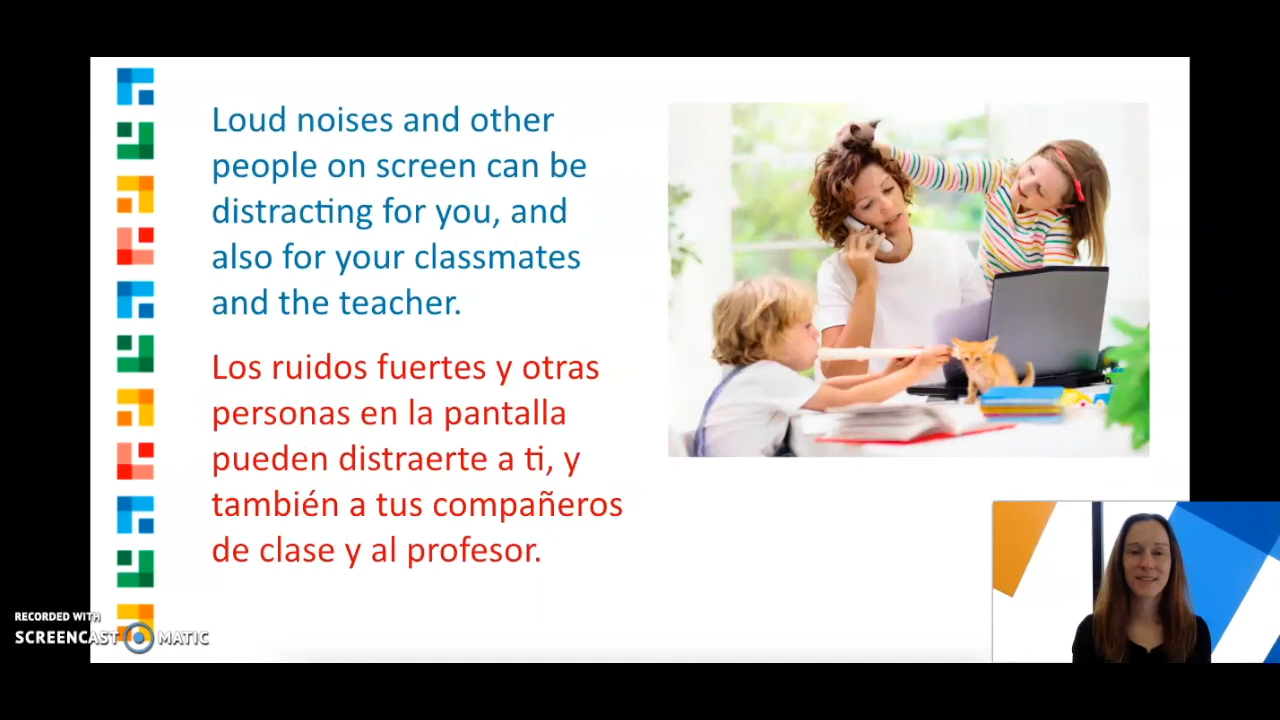 Loud noises and other
people on screen can be
distracting for you, and
also for your classmates
and the teacher.
Los ruidos fuertes y otras
personas en la pantalla
pueden distraerte a ti, y
también a tus compañeros
de clase y al profesor.
RECORDED WITH
SCREENCAST MATIC